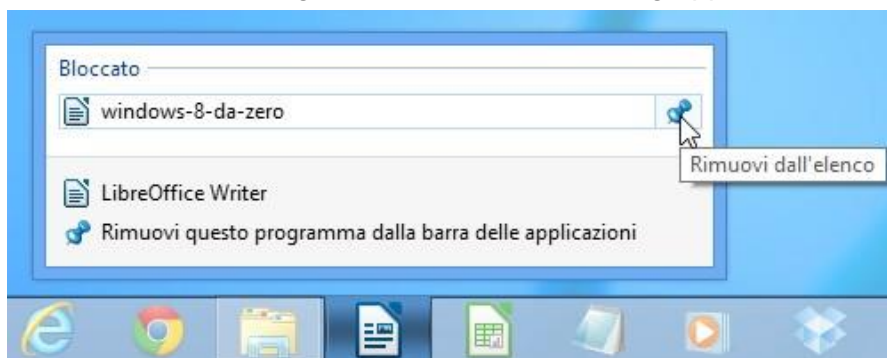 Bloccato
windows-8-da-zero
Rimuovi dall'elenco
LibreOffice Writer
Rimuovi questo programma dalla barra delle applicazioni